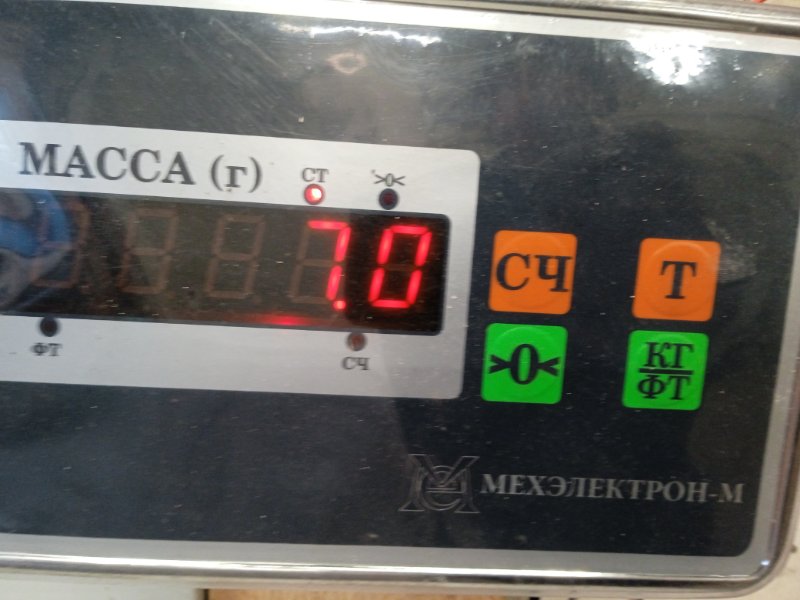 МАССА (г)
СТ
>0<
7.0
ФТ
СЧ
СЧ
Т
>0<
КГ
ФТ
МЕХЭЛЕКТРОН-М